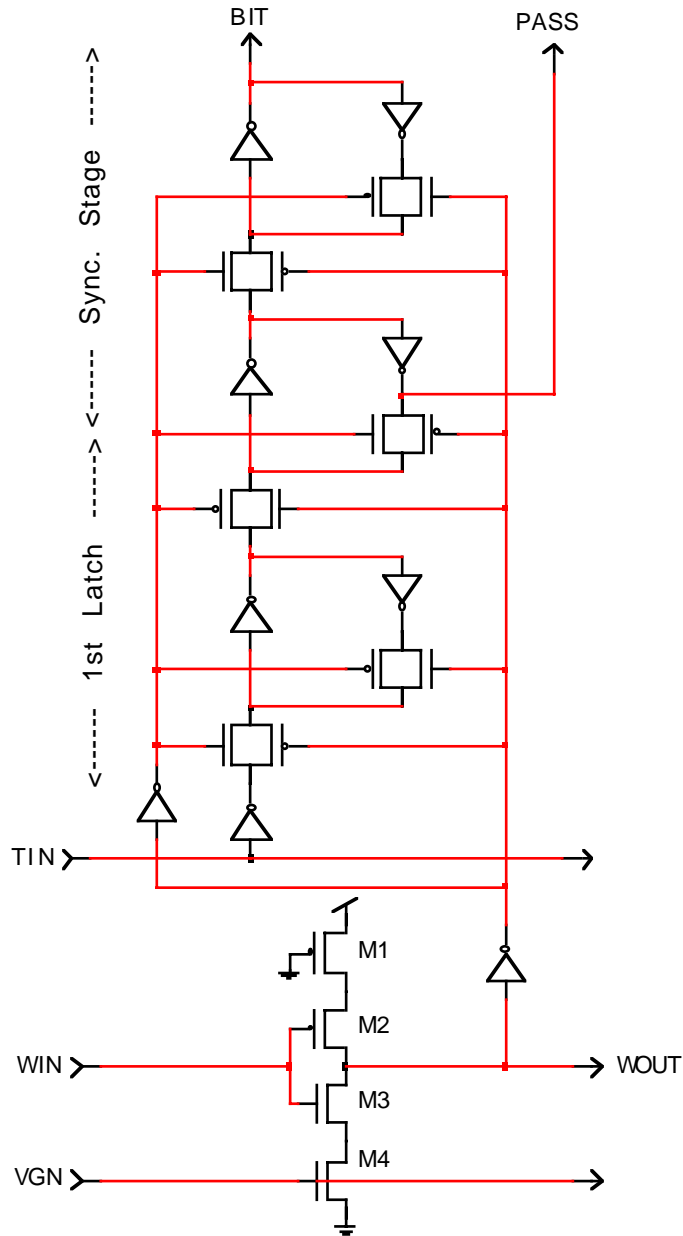 BIT
PASS
<----- 1st Latch -----> <----- Sync. Stage ----->
TIN
M1
M2
WIN
WOUT
M3
M4
VGN